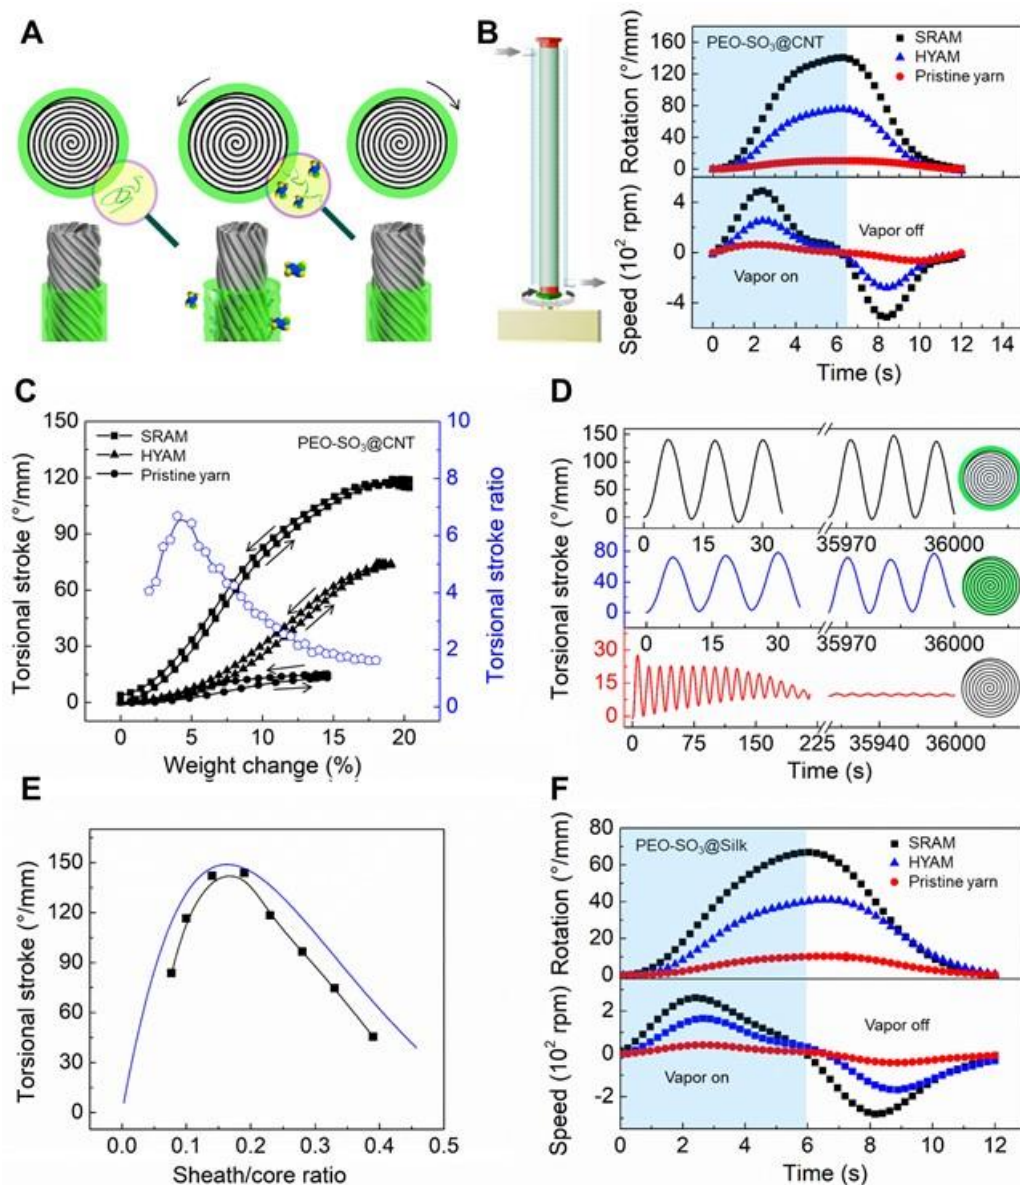 A
B
PEO-SO3@CNT
SRAM
HYAM
Pristine yarn
Rotation (°/mm)
160
120
80
40
0
Speed (10² rpm)
4
0
-4
Vapor on
Vapor off
0 2 4 6 8 10 12 14
Time (s)
C
Torsional stroke (°/mm)
150
120
90
60
30
0
SRAM
HYAM
Pristine yarn
PEO-SO3@CNT
10
8
6
4
2
0
Torsional stroke ratio
0 5 10 15 20
Weight change (%)
D
Torsional stroke (°/mm)
150
100
50
0
0 15 30 35970 36000
80
40
0
0 15 30 35970 36000
30
15
0
0 75 150 225 35940 36000
Time (s)
E
Torsional stroke (°/mm)
150
120
90
60
30
0
0.0 0.1 0.2 0.3 0.4 0.5
Sheath/core ratio
F
PEO-SO3@Silk
SRAM
HYAM
Pristine yarn
Rotation (°/mm)
80
60
40
20
0
Speed (10² rpm)
2
0
-2
Vapor on
Vapor off
0 2 4 6 8 10 12
Time (s)